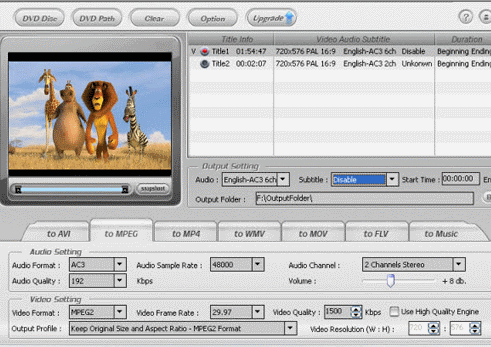 DVD Disc DVD Path Clear Option Upgrade ?
Title Info Video Audio Subtitle Duration
V Title1 01:54:47 720x576 PAL 16:9 English-AC3 6ch Disable Beginning Ending
Title2 00:02:07 720x576 PAL 16:9 English-AC3 2ch Unkorwn Beginning Ending
snapshot
Output Setting
Audio : English-AC3 6ch Subtitle : Disable Start Time : 00:00:00 En
Output Folder : F:\OutputFolder\
to AVI to MPEG to MP4 to WMV to MOV to FLV to Music
Audio Setting
Audio Format : AC3 Audio Sample Rate : 48000 Audio Channel : 2 Channels Stereo
Audio Quality : 192 Kbps Volume : + 8 db.
Video Setting
Video Format : MPEG2 Video Frame Rate : 29.97 Video Quality : 1500 Kbps Use High Quality Engine
Output Profile : Keep Original Size and Aspect Ratio - MPEG2 Format Video Resolution (W : H) : 720 : 576